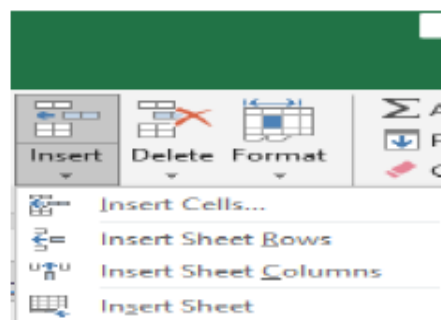 Insert Delete Format
Insert Cells...
Insert Sheet Rows
Insert Sheet Columns
Insert Sheet